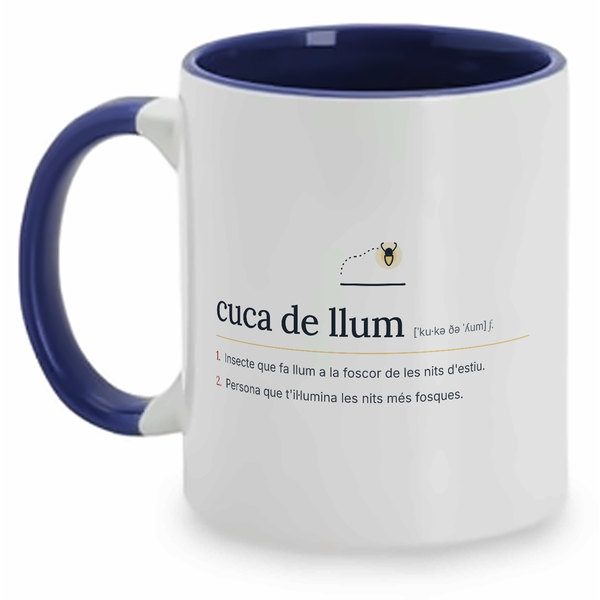 cuca de llum ['ku·kə ðə 'ʎum] f.
1. Insecte que fa llum a la foscor de les nits d'estiu.
2. Persona que t'il·lumina les nits més fosques.